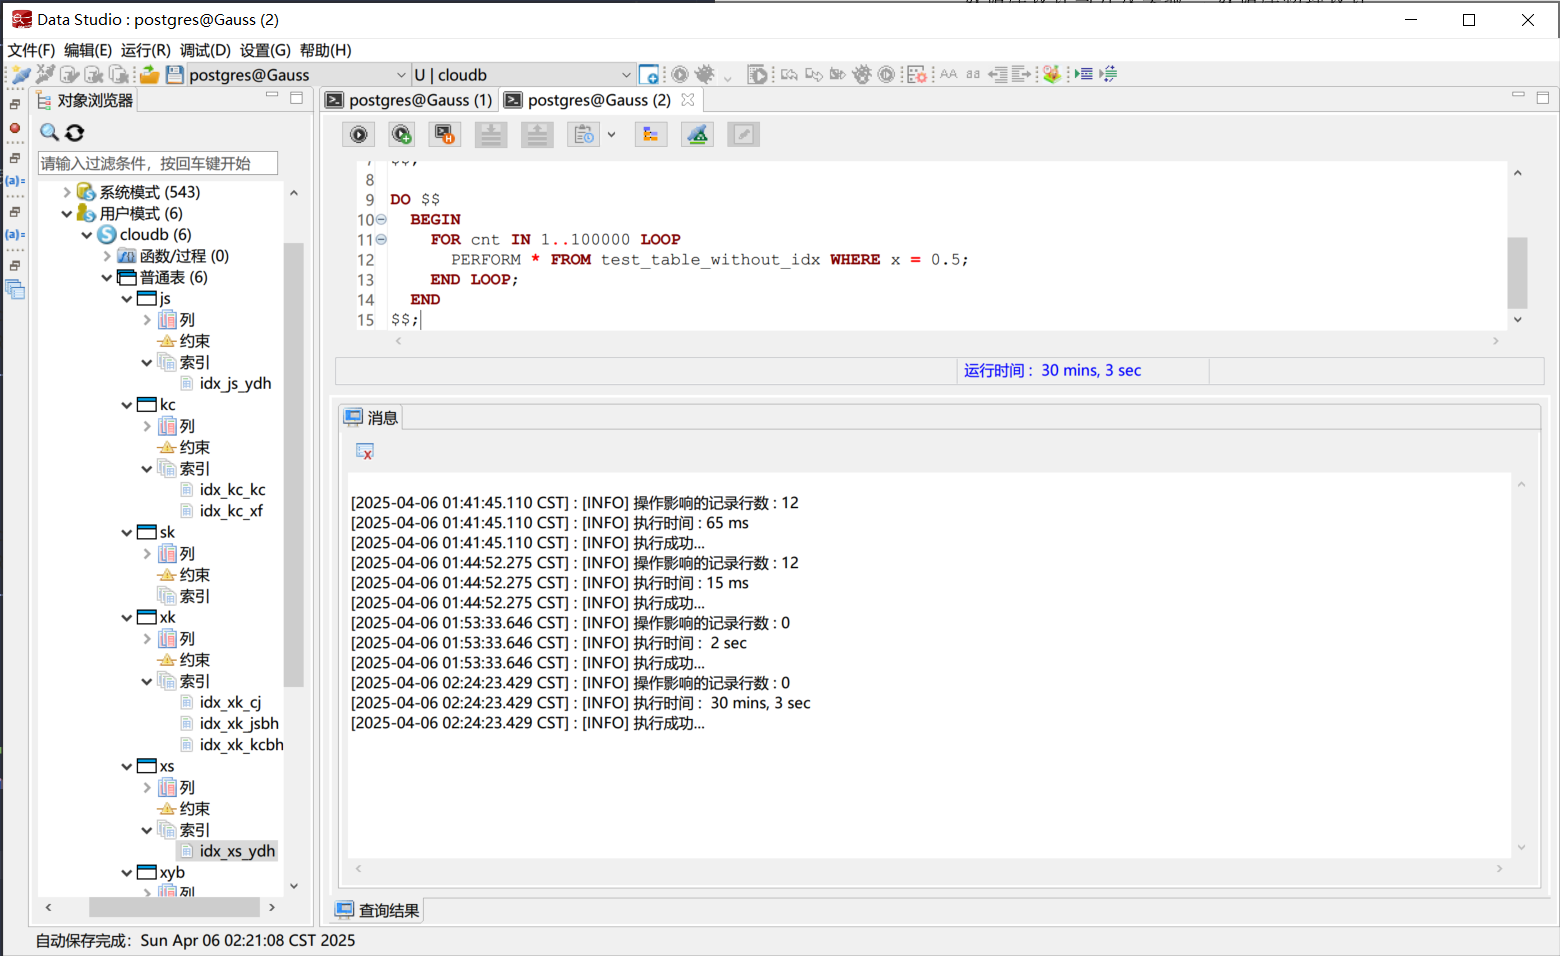 Data Studio : postgres@Gauss (2)
文件(F) 编辑(E) 运行(R) 调试(D) 设置(G) 帮助(H)
postgres@Gauss
U | cloudb
AA aa
对象浏览器
请输入过滤条件，按回车键开始
系统模式 (543)
用户模式 (6)
cloudb (6)
函数/过程 (0)
普通表 (6)
js
列
约束
索引
idx_js_ydh
kc
列
约束
索引
idx_kc_kc
idx_kc_xf
sk
列
约束
索引
xk
列
约束
索引
idx_xk_cj
idx_xk_jsbh
idx_xk_kcbh
xs
列
约束
索引
idx_xs_ydh
xyb
列
postgres@Gauss (1)
postgres@Gauss (2)
7 $$;
8
9 DO $$
10 BEGIN
11 FOR cnt IN 1..100000 LOOP
12 PERFORM * FROM test_table_without_idx WHERE x = 0.5;
13 END LOOP;
14 END
15 $$;
运行时间： 30 mins, 3 sec
消息
[2025-04-06 01:41:45.110 CST] : [INFO] 操作影响的记录行数 : 12
[2025-04-06 01:41:45.110 CST] : [INFO] 执行时间 : 65 ms
[2025-04-06 01:41:45.110 CST] : [INFO] 执行成功...
[2025-04-06 01:44:52.275 CST] : [INFO] 操作影响的记录行数 : 12
[2025-04-06 01:44:52.275 CST] : [INFO] 执行时间 : 15 ms
[2025-04-06 01:44:52.275 CST] : [INFO] 执行成功...
[2025-04-06 01:53:33.646 CST] : [INFO] 操作影响的记录行数 : 0
[2025-04-06 01:53:33.646 CST] : [INFO] 执行时间 :  2 sec
[2025-04-06 01:53:33.646 CST] : [INFO] 执行成功...
[2025-04-06 02:24:23.429 CST] : [INFO] 操作影响的记录行数 : 0
[2025-04-06 02:24:23.429 CST] : [INFO] 执行时间 :  30 mins, 3 sec
[2025-04-06 02:24:23.429 CST] : [INFO] 执行成功...
查询结果
自动保存完成： Sun Apr 06 02:21:08 CST 2025